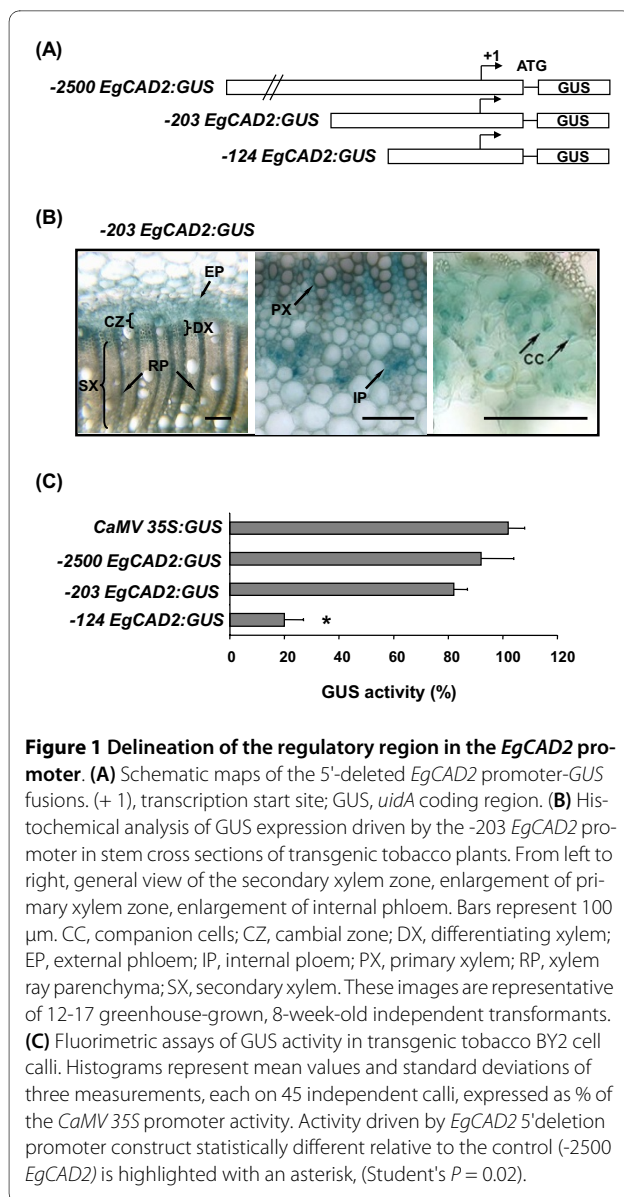 (A)
+1
ATG
-2500 EgCAD2:GUS
GUS
-203 EgCAD2:GUS
GUS
-124 EgCAD2:GUS
GUS
(B)
-203 EgCAD2:GUS
EP
CZ
DX
SX
RP
PX
IP
CC
(C)
CaMV 35S:GUS
-2500 EgCAD2:GUS
-203 EgCAD2:GUS
-124 EgCAD2:GUS
*
0 20 40 60 80 100 120
GUS activity (%)
Figure 1 Delineation of the regulatory region in the EgCAD2 pro-
moter. (A) Schematic maps of the 5'-deleted EgCAD2 promoter-GUS
fusions. (+ 1), transcription start site; GUS, uidA coding region. (B) His-
tochemical analysis of GUS expression driven by the -203 EgCAD2 pro-
moter in stem cross sections of transgenic tobacco plants. From left to
right, general view of the secondary xylem zone, enlargement of pri-
mary xylem zone, enlargement of internal phloem. Bars represent 100
μm. CC, companion cells; CZ, cambial zone; DX, differentiating xylem;
EP, external phloem; IP, internal ploem; PX, primary xylem; RP, xylem
ray parenchyma; SX, secondary xylem. These images are representative
of 12-17 greenhouse-grown, 8-week-old independent transformants.
(C) Fluorimetric assays of GUS activity in transgenic tobacco BY2 cell
calli. Histograms represent mean values and standard deviations of
three measurements, each on 45 independent calli, expressed as % of
the CaMV 35S promoter activity. Activity driven by EgCAD2 5'deletion
promoter construct statistically different relative to the control (-2500
EgCAD2) is highlighted with an asterisk, (Student's P = 0.02).